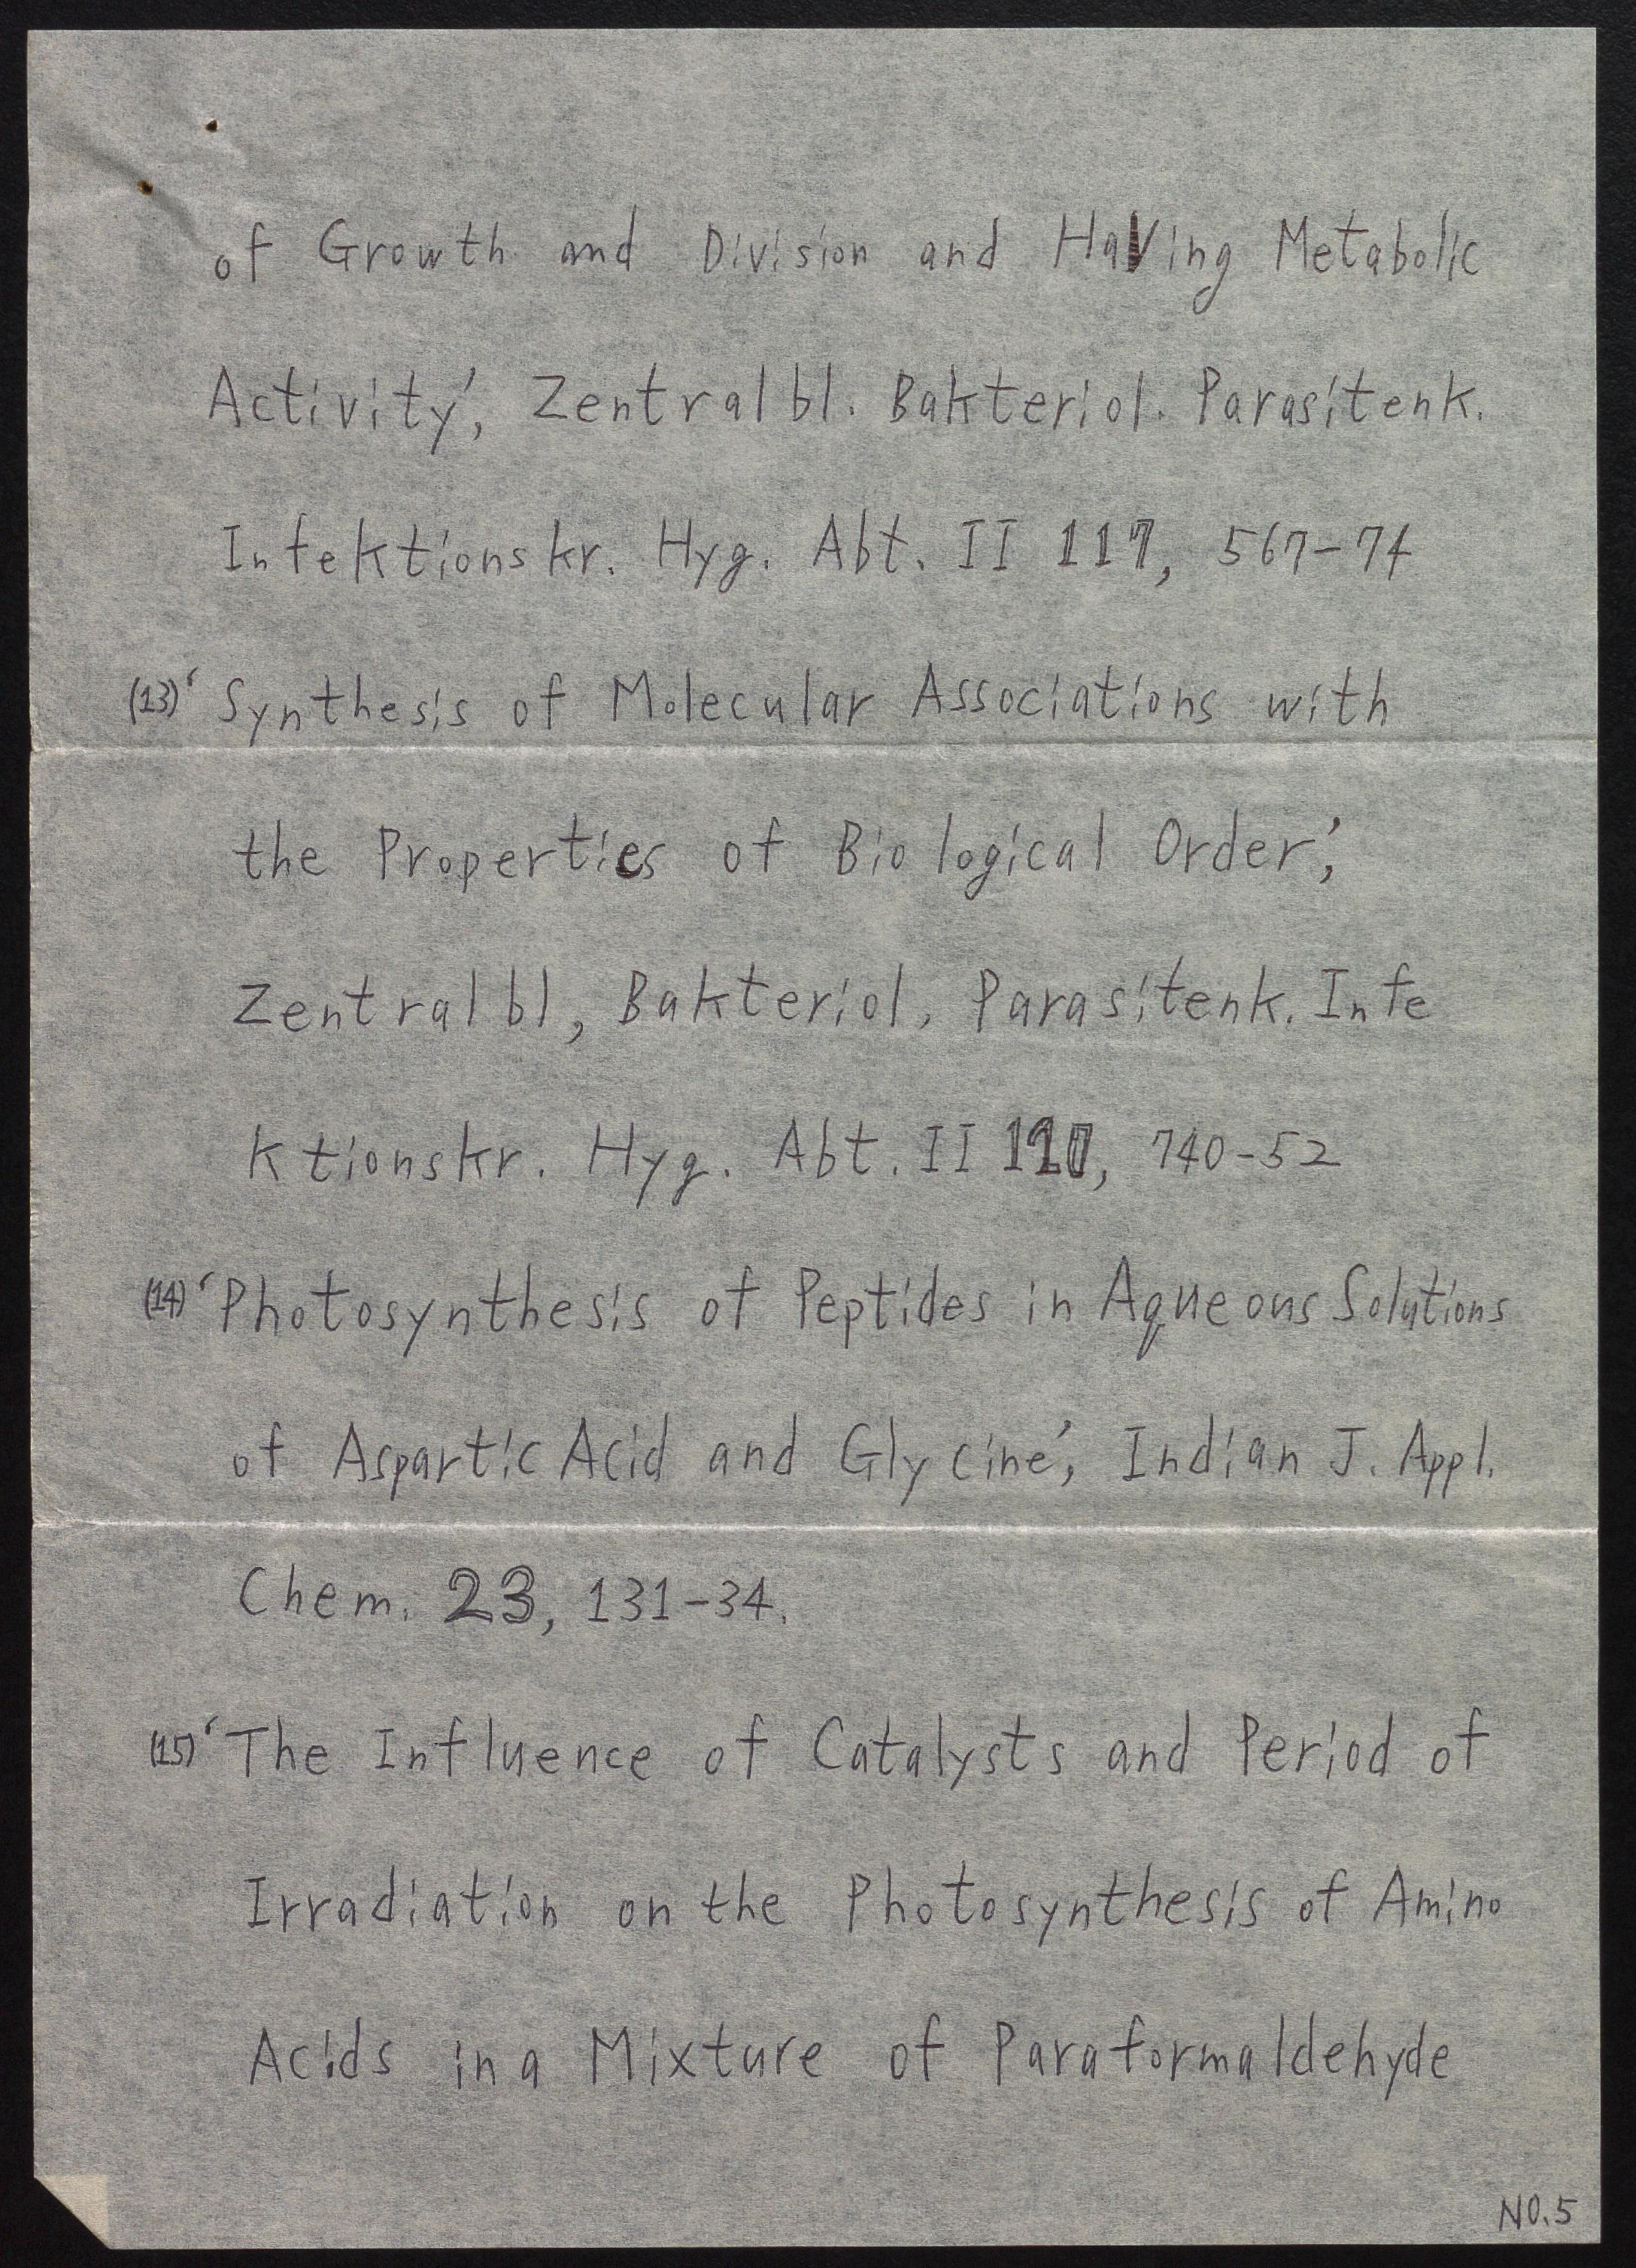 of Growth and Division and Having Metabolic
Activity', Zentralbl. Bakteriol. Parasitenk.
Infektionskr. Hyg. Abt. II 117, 567-74
(13) 'Synthesis of Molecular Associations with
the Properties of Biological Order',
Zentralbl, Bakteriol, Parasitenk. Infe
ktionskr. Hyg. Abt. II 117, 740-52
(14) 'Photosynthesis of Peptides in Aqueous Solutions
of Aspartic Acid and Glycine', Indian J. Appl.
Chem. 23, 131-34.
(15) 'The Influence of Catalysts and Period of
Irradiation on the Photosynthesis of Amino
Acids in a Mixture of Paraformaldehyde
NO.5